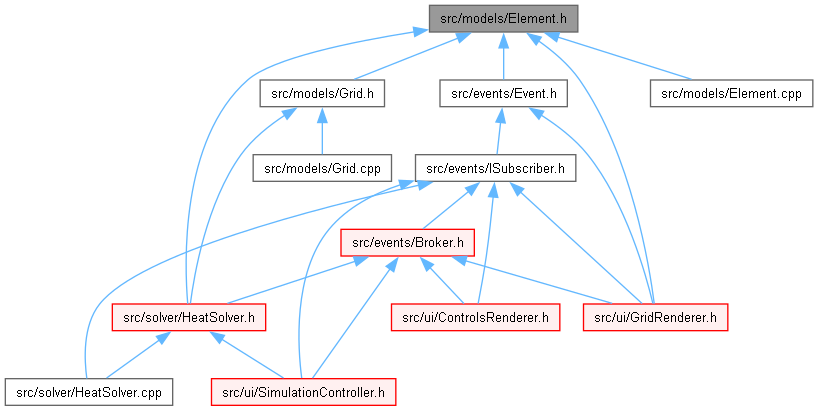 src/models/Element.h
src/models/Grid.h
src/events/Event.h
src/models/Element.cpp
src/models/Grid.cpp
src/events/ISubscriber.h
src/events/Broker.h
src/solver/HeatSolver.h
src/ui/ControlsRenderer.h
src/ui/GridRenderer.h
src/solver/HeatSolver.cpp
src/ui/SimulationController.h